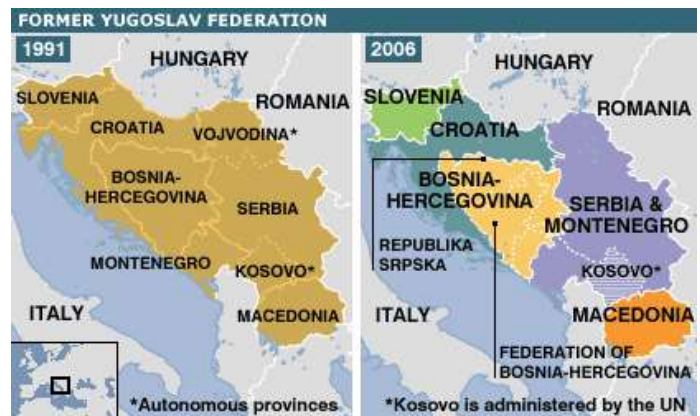 FORMER YUGOSLAV FEDERATION
1991
HUNGARY
SLOVENIA
ROMANIA
CROATIA
VOJVODINA*
BOSNIA-
HERCEGOVINA
SERBIA
MONTENEGRO
KOSOVO*
ITALY
MACEDONIA
*Autonomous provinces
2006
HUNGARY
SLOVENIA
ROMANIA
CROATIA
BOSNIA-
HERCEGOVINA
SERBIA &
MONTENEGRO
REPUBLIKA
SRPSKA
KOSOVO*
ITALY
MACEDONIA
FEDERATION OF
BOSNIA-HERCEGOVINA
*Kosovo is administered by the UN